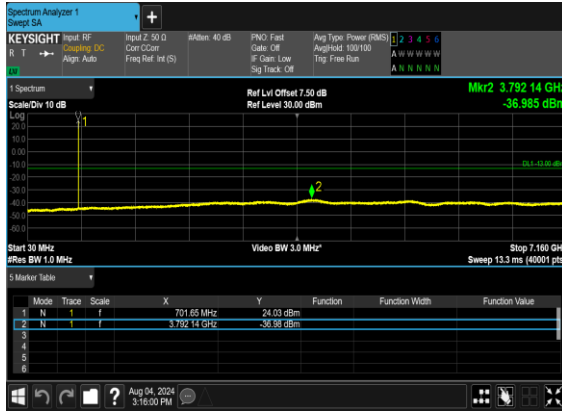 Spectrum Analyzer 1
Swept SA
+
KEYSIGHT Input: RF Input Z: 50 Ω #Atten: 40 dB PNO: Fast Avg Type: Power (RMS) 1 2 3 4 5 6
R T Coupling: DC Corr CCorr Gate: Off Avg|Hold: 100/100 A W W W W W
Align: Auto Freq Ref: Int (S) IF Gain: Low Trig: Free Run
Sig Track: Off A N N N N N
LU
1 Spectrum
Ref Lvl Offset 7.50 dB Mkr2 3.792 14 GHz
Scale/Div 10 dB Ref Level 30.00 dBm -36.985 dBm
Log
20.0
10.0
0.00
-10.0
-20.0
-30.0
-40.0
-50.0
-60.0
1
2
DL1 -13.00 dB
Start 30 MHz Video BW 3.0 MHz* Stop 7.160 GH
#Res BW 1.0 MHz Sweep 13.3 ms (40001 pts
5 Marker Table
Mode Trace Scale X Y Function Function Width Function Value
1 N 1 f 701.65 MHz 24.03 dBm
2 N 1 f 3.792 14 GHz -36.98 dBm
3
4
5
6
? Aug 04, 2024
3:16:00 PM